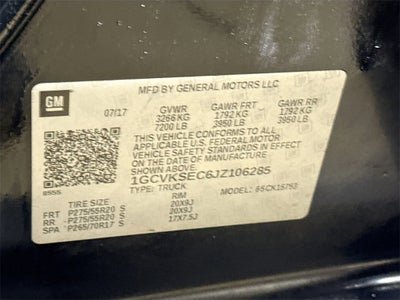 MFD BY GENERAL MOTORS LLC
GM
07/17 GVWR GAWR FRT GAWR RR
3266 KG 1792 KG 1792 KG
7200 LB 3950 LB 3950 LB
THIS VEHICLE CONFORMS TO ALL
APPLICABLE U.S. FEDERAL MOTOR
VEHICLE SAFETY STANDARDS IN EFFECT
ON THE DATE OF MANUFACTURE
SHOWN ABOVE.
1GCVKSEC6JZ106285
TYPE: TRUCK MODEL:
TIRE SIZE RIM
FRT P275/55R20 S 20X9J
RR P275/55R20 S 20X9J
SPA P265/70R17 S 17X7.5J